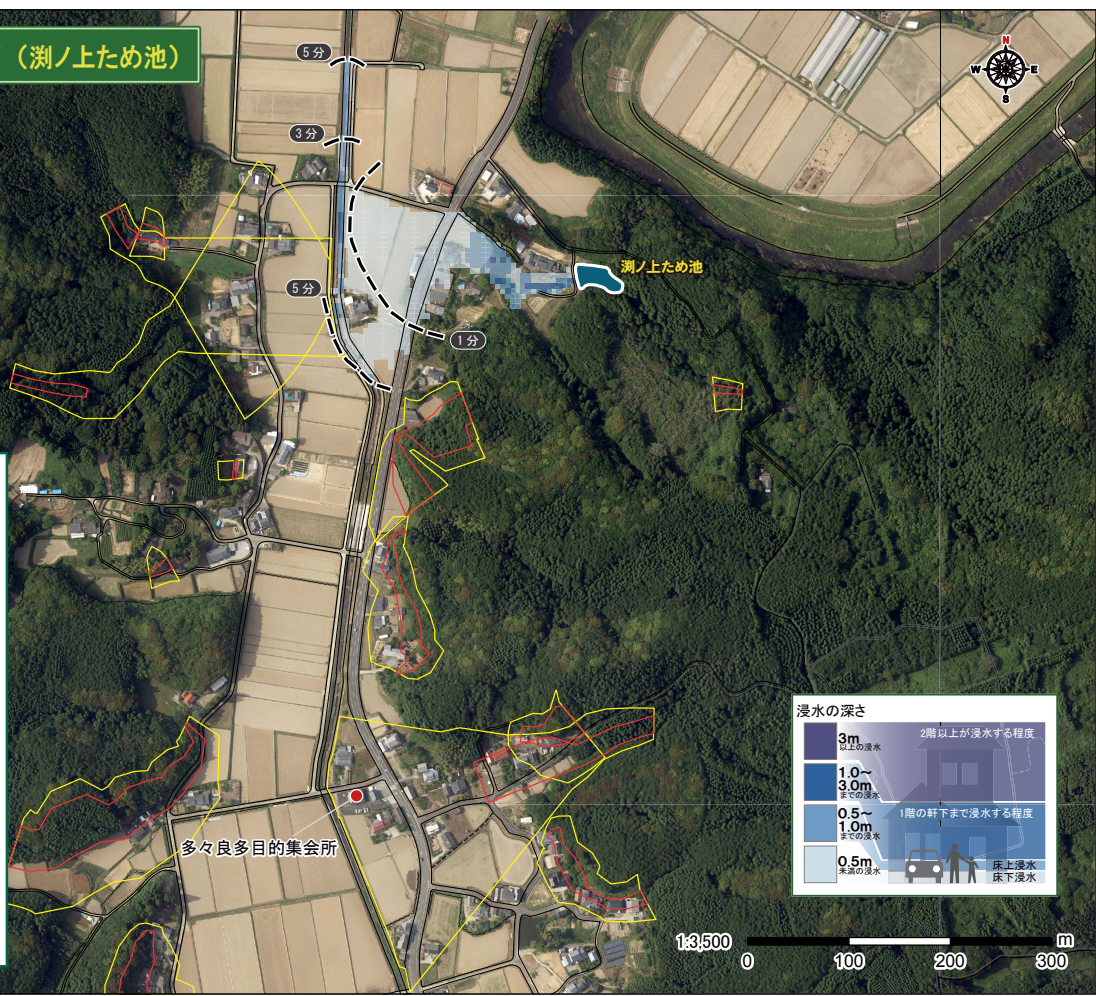 (渕ノ上ため池)
N
W
E
S
5分
3分
渕ノ上ため池
5分
1分
多々良多目的集会所
浸水の深さ
3m
以上の浸水
2階以上が浸水する程度
1.0~
3.0m
までの浸水
0.5~
1.0m
までの浸水
1階の軒下まで浸水する程度
0.5m
未満の浸水
床上浸水
床下浸水
1:3,500
m
0 100 200 300